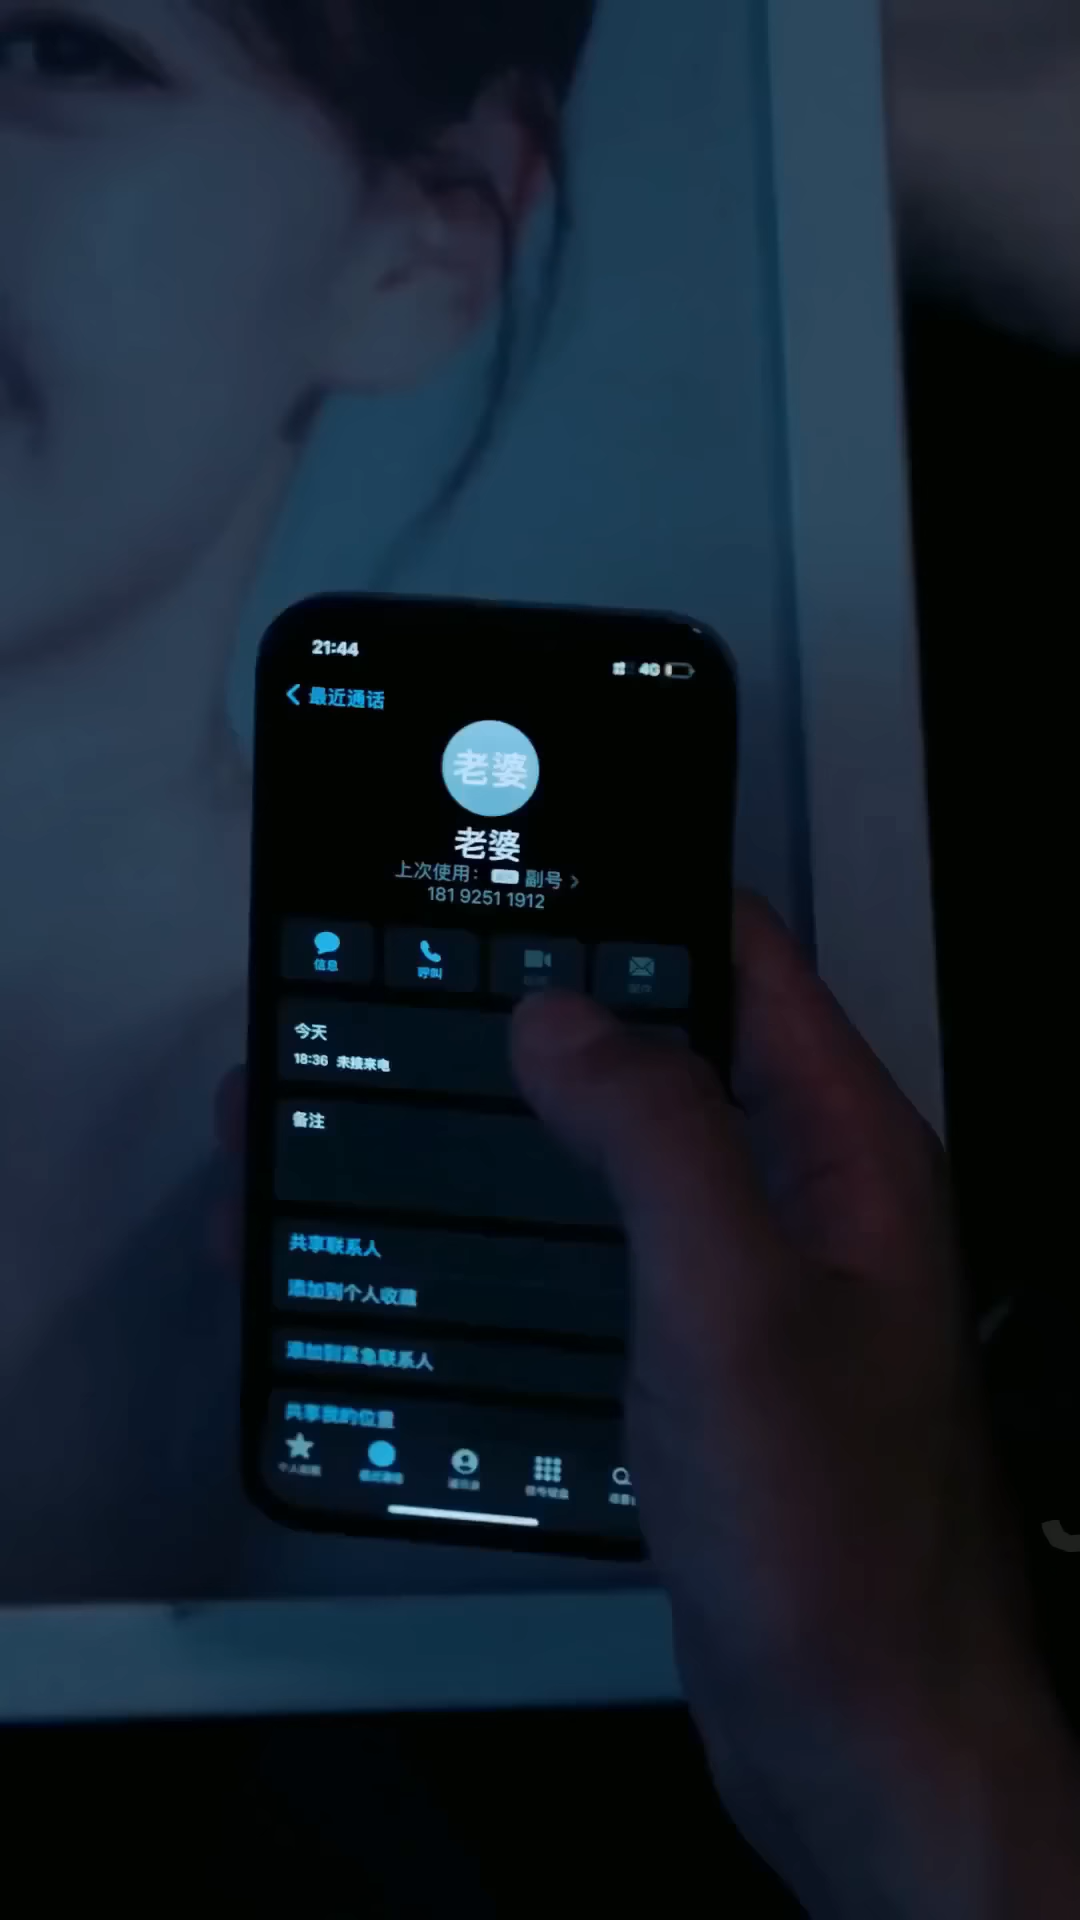 21:44
4G
最近通话
老婆
老婆
上次使用： 副号
181 9251 1912
信息
呼叫
今天
18:36 未接来电
备注
共享联系人
添加到个人收藏
添加到紧急联系人
共享我的位置